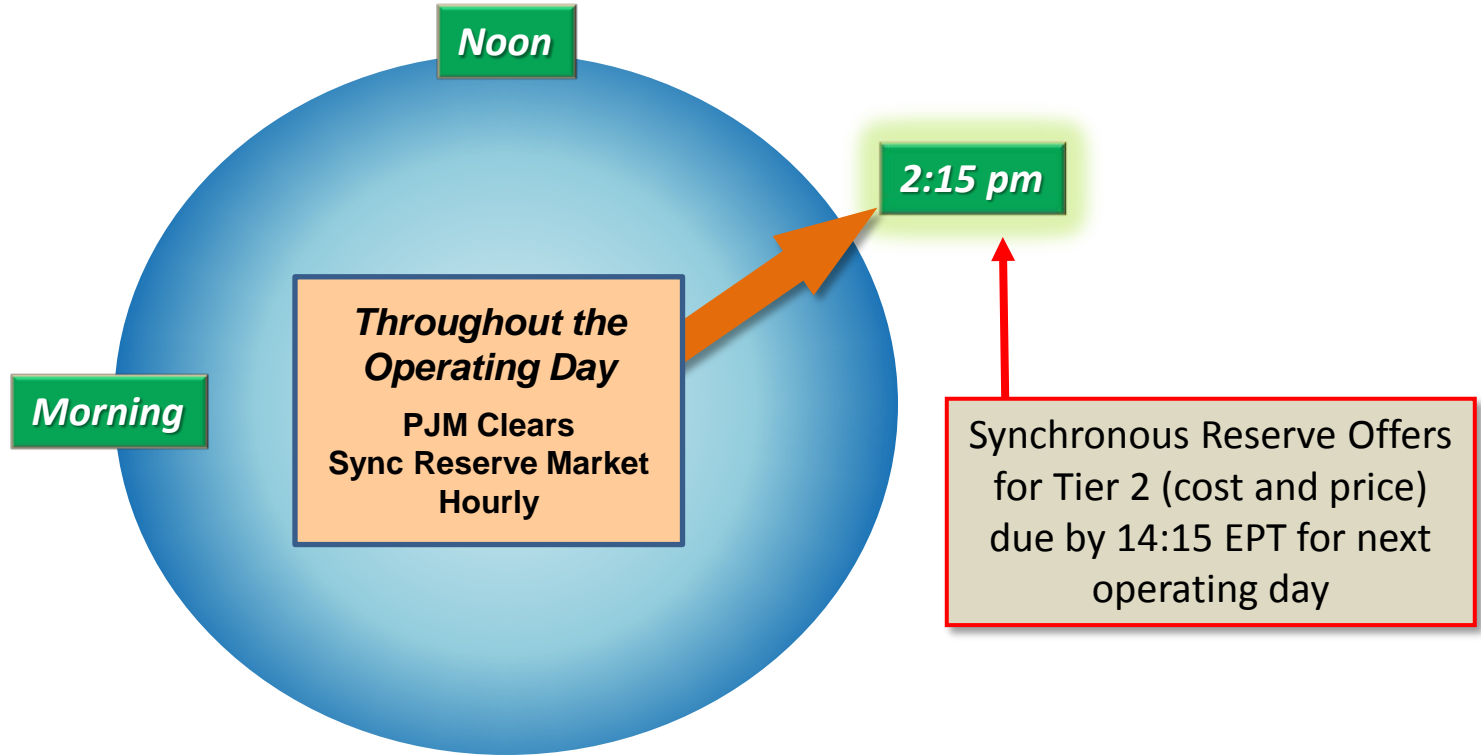 Noon
2:15 pm
Throughout the
Operating Day
PJM Clears
Sync Reserve Market
Hourly
Morning
Synchronous Reserve Offers
for Tier 2 (cost and price)
due by 14:15 EPT for next
operating day